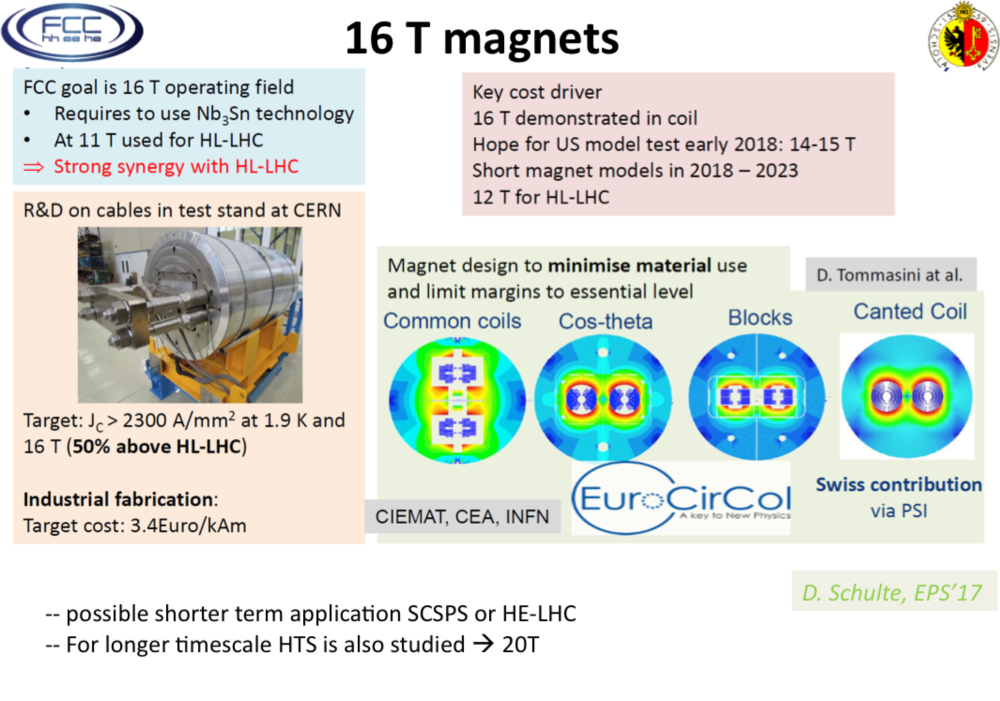 FCC
hh ee he
16 T magnets
SCHOLA GENEVENSIS
1559
FCC goal is 16 T operating field
• Requires to use Nb₃Sn technology
• At 11 T used for HL-LHC
⇒ Strong synergy with HL-LHC
Key cost driver
16 T demonstrated in coil
Hope for US model test early 2018: 14-15 T
Short magnet models in 2018 – 2023
12 T for HL-LHC
R&D on cables in test stand at CERN
Target: J_C > 2300 A/mm² at 1.9 K and
16 T (50% above HL-LHC)
Industrial fabrication:
Target cost: 3.4Euro/kAm
Magnet design to minimise material use
and limit margins to essential level
D. Tommasini at al.
Common coils
Cos-theta
Blocks
Canted Coil
CIEMAT, CEA, INFN
EuroCirCol
A key to New Physics
Swiss contribution
via PSI
D. Schulte, EPS’17
-- possible shorter term application SCSPS or HE-LHC
-- For longer timescale HTS is also studied → 20T